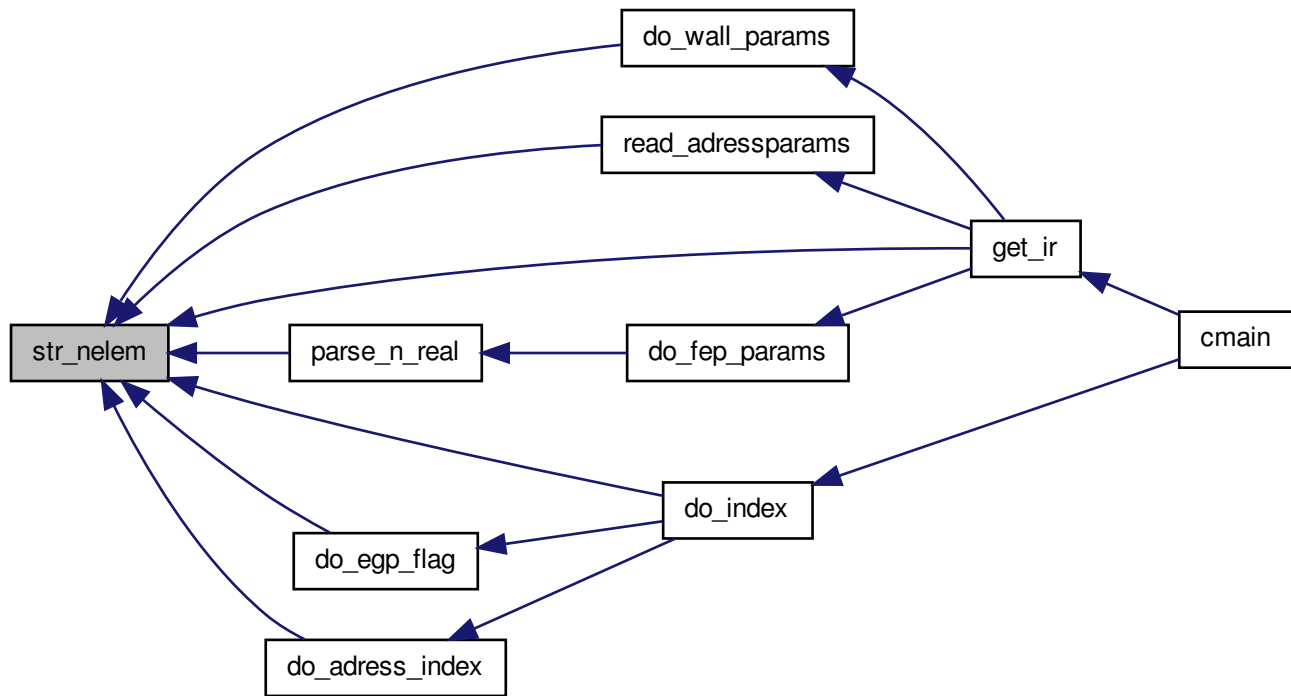 do_wall_params
read_adressparams
get_ir
cmain
str_nelem
parse_n_real
do_fep_params
do_index
do_egp_flag
do_adress_index